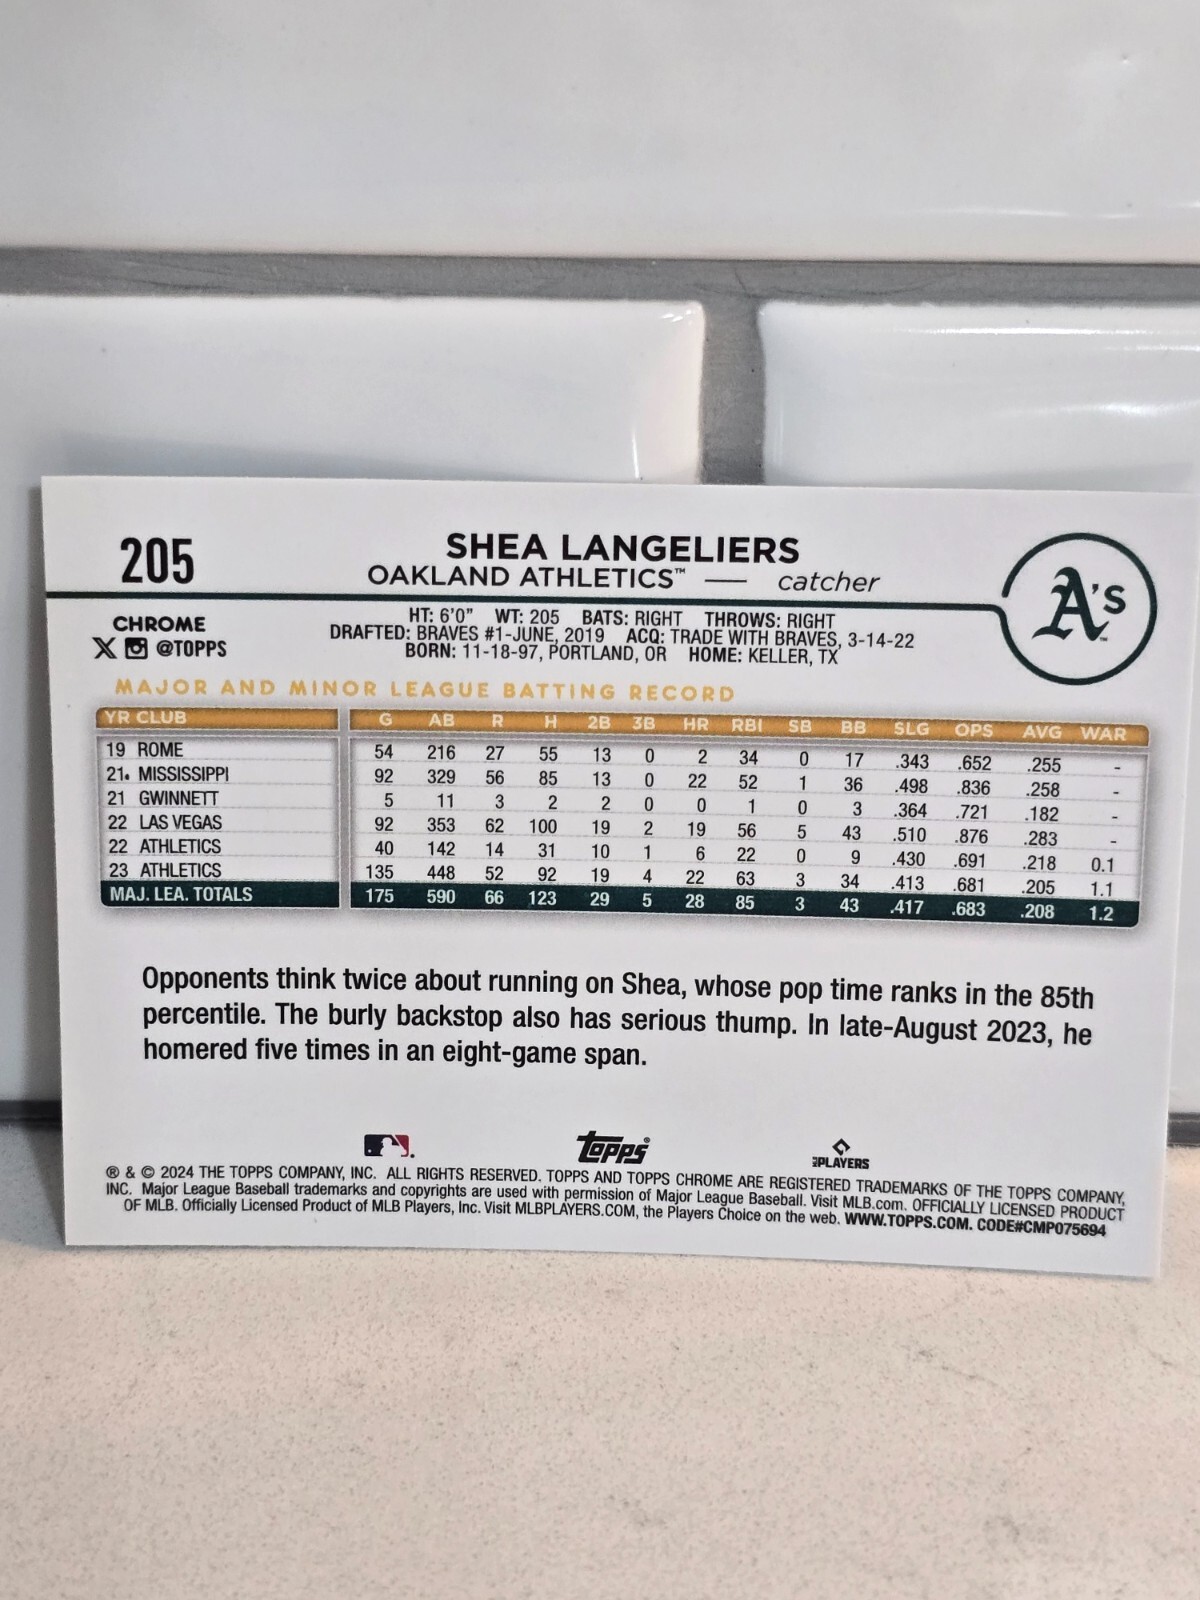 205
SHEA LANGELIERS
OAKLAND ATHLETICS™ — catcher
A's
CHROME
X @TOPPS
HT: 6'0" WT: 205 BATS: RIGHT THROWS: RIGHT
DRAFTED: BRAVES #1-JUNE, 2019 ACQ: TRADE WITH BRAVES, 3-14-22
BORN: 11-18-97, PORTLAND, OR HOME: KELLER, TX
MAJOR AND MINOR LEAGUE BATTING RECORD
YR CLUB G AB R H 2B 3B HR RBI SB BB SLG OPS AVG WAR
19 ROME 54 216 27 55 13 0 2 34 0 17 .343 .652 .255 -
21• MISSISSIPPI 92 329 56 85 13 0 22 52 1 36 .498 .836 .258 -
21 GWINNETT 5 11 3 2 2 0 0 1 0 3 .364 .721 .182 -
22 LAS VEGAS 92 353 62 100 19 2 19 56 5 43 .510 .876 .283 -
22 ATHLETICS 40 142 14 31 10 1 6 22 0 9 .430 .691 .218 0.1
23 ATHLETICS 135 448 52 92 19 4 22 63 3 34 .413 .681 .205 1.1
MAJ. LEA. TOTALS 175 590 66 123 29 5 28 85 3 43 .417 .683 .208 1.2
Opponents think twice about running on Shea, whose pop time ranks in the 85th
percentile. The burly backstop also has serious thump. In late-August 2023, he
homered five times in an eight-game span.
topps®
PLAYERS
® & © 2024 THE TOPPS COMPANY, INC. ALL RIGHTS RESERVED. TOPPS AND TOPPS CHROME ARE REGISTERED TRADEMARKS OF THE TOPPS COMPANY,
INC. Major League Baseball trademarks and copyrights are used with permission of Major League Baseball. Visit MLB.com. OFFICIALLY LICENSED PRODUCT
OF MLB. Officially Licensed Product of MLB Players, Inc. Visit MLBPLAYERS.COM, the Players Choice on the web. WWW.TOPPS.COM. CODE#CMP075694